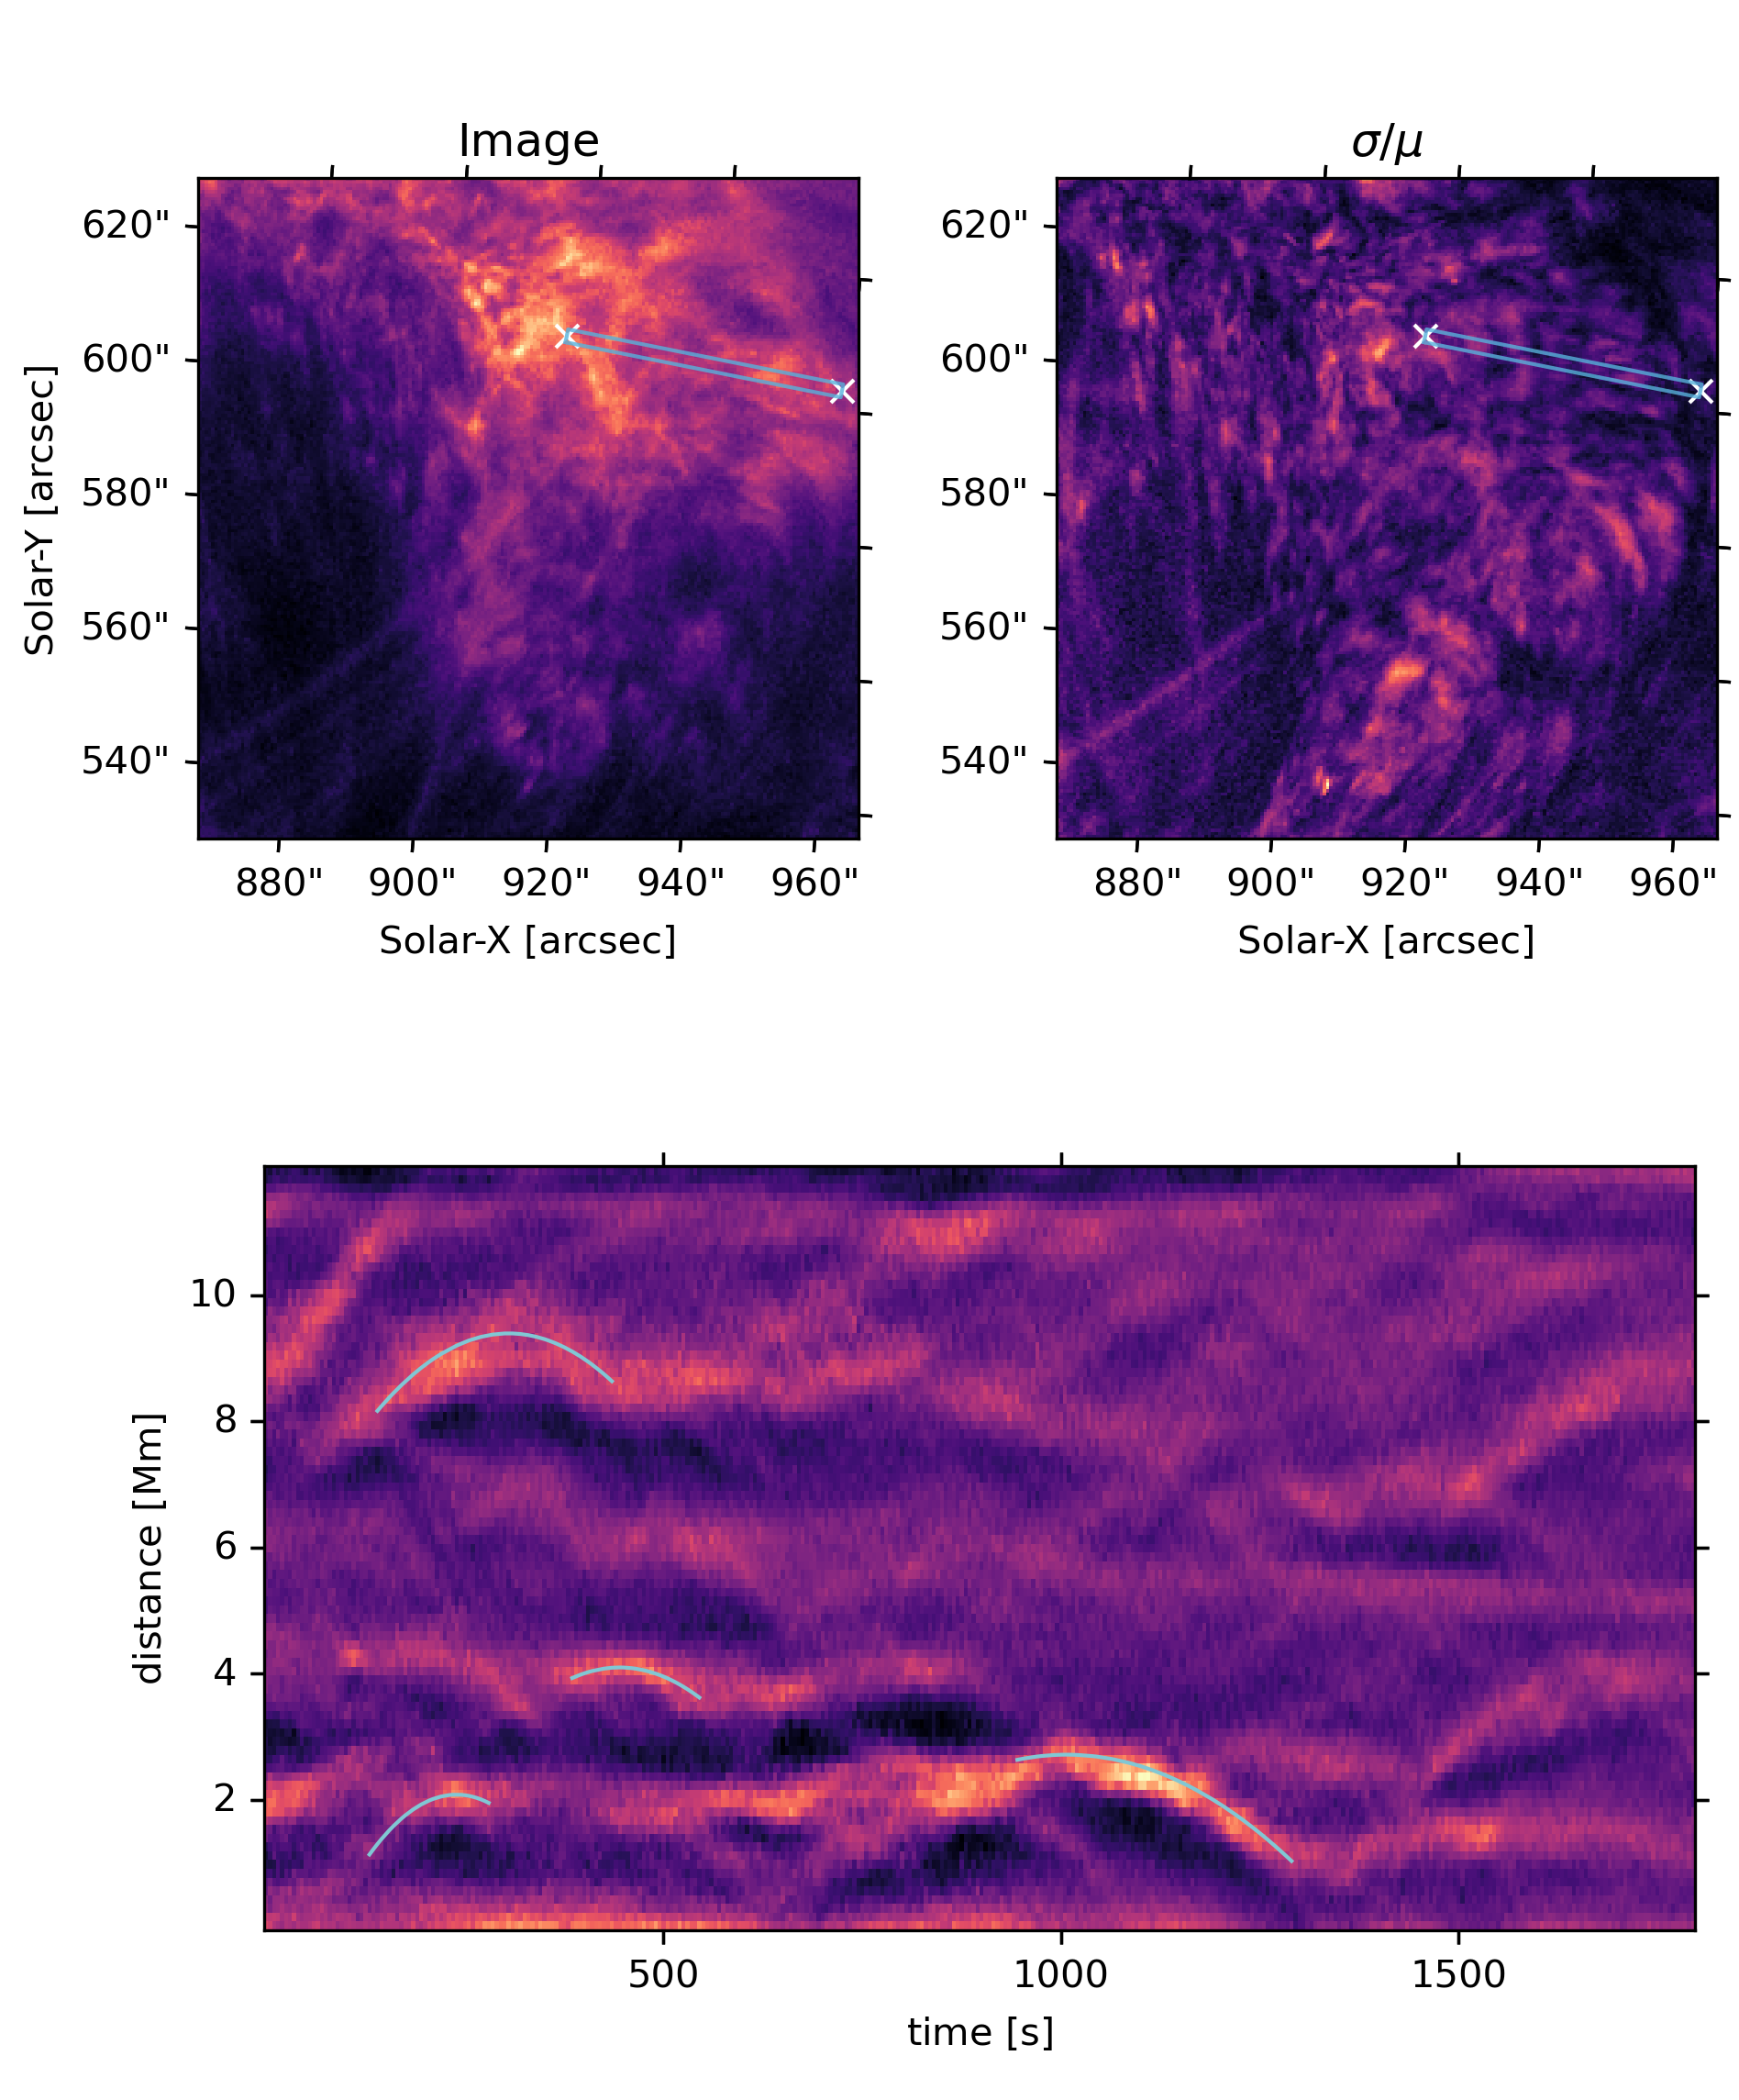 Image
σ/μ
620"
600"
580"
560"
540"
Solar-Y [arcsec]
880" 900" 920" 940" 960"
Solar-X [arcsec]
620"
600"
580"
560"
540"
880" 900" 920" 940" 960"
Solar-X [arcsec]
10
8
6
4
2
distance [Mm]
500 1000 1500
time [s]